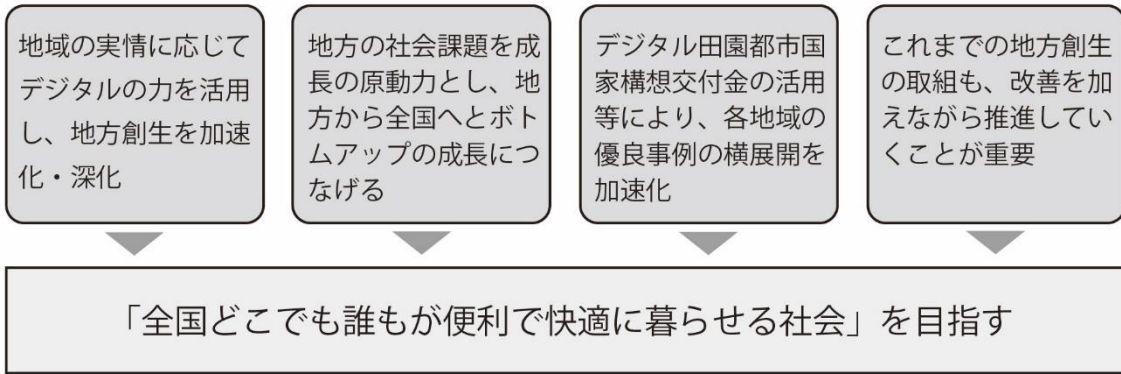 地域の実情に応じて
デジタルの力を活用
し、地方創生を加速
化・深化
地方の社会課題を成
長の原動力とし、地
方から全国へとボト
ムアップの成長につ
なげる
デジタル田園都市国
家構想交付金の活用
等により、各地域の
優良事例の横展開を
加速化
これまでの地方創生
の取組も、改善を加
えながら推進してい
くことが重要
「全国どこでも誰もが便利で快適に暮らせる社会」を目指す